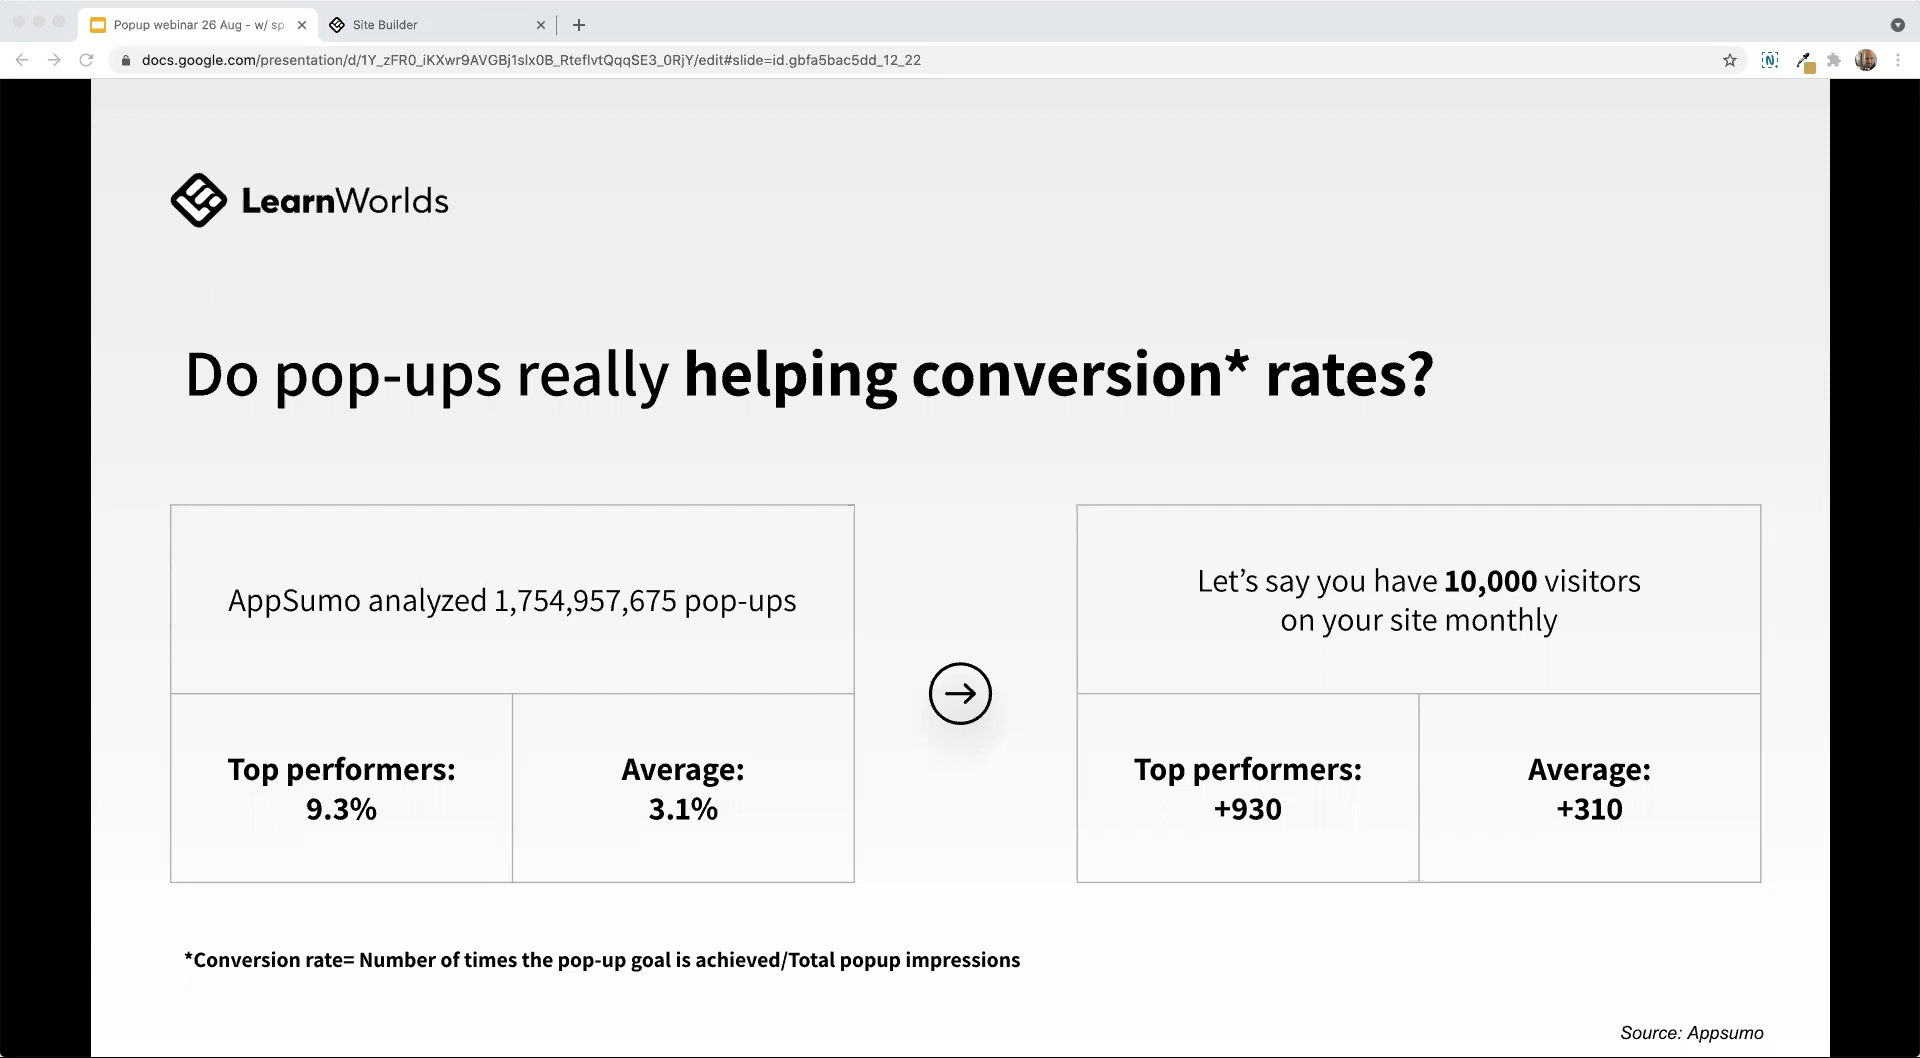 Popup webinar 26 Aug - w/ sp
Site Builder
docs.google.com/presentation/d/1Y_zFR0_iKXwr9AVGBj1slx0B_RteflvtQqqSE3_0RjY/edit#slide=id.gbfa5bac5dd_12_22
LearnWorlds
Do pop-ups really helping conversion* rates?
AppSumo analyzed 1,754,957,675 pop-ups
Top performers:
9.3%
Average:
3.1%
Let’s say you have 10,000 visitors
on your site monthly
Top performers:
+930
Average:
+310
*Conversion rate= Number of times the pop-up goal is achieved/Total popup impressions
Source: Appsumo